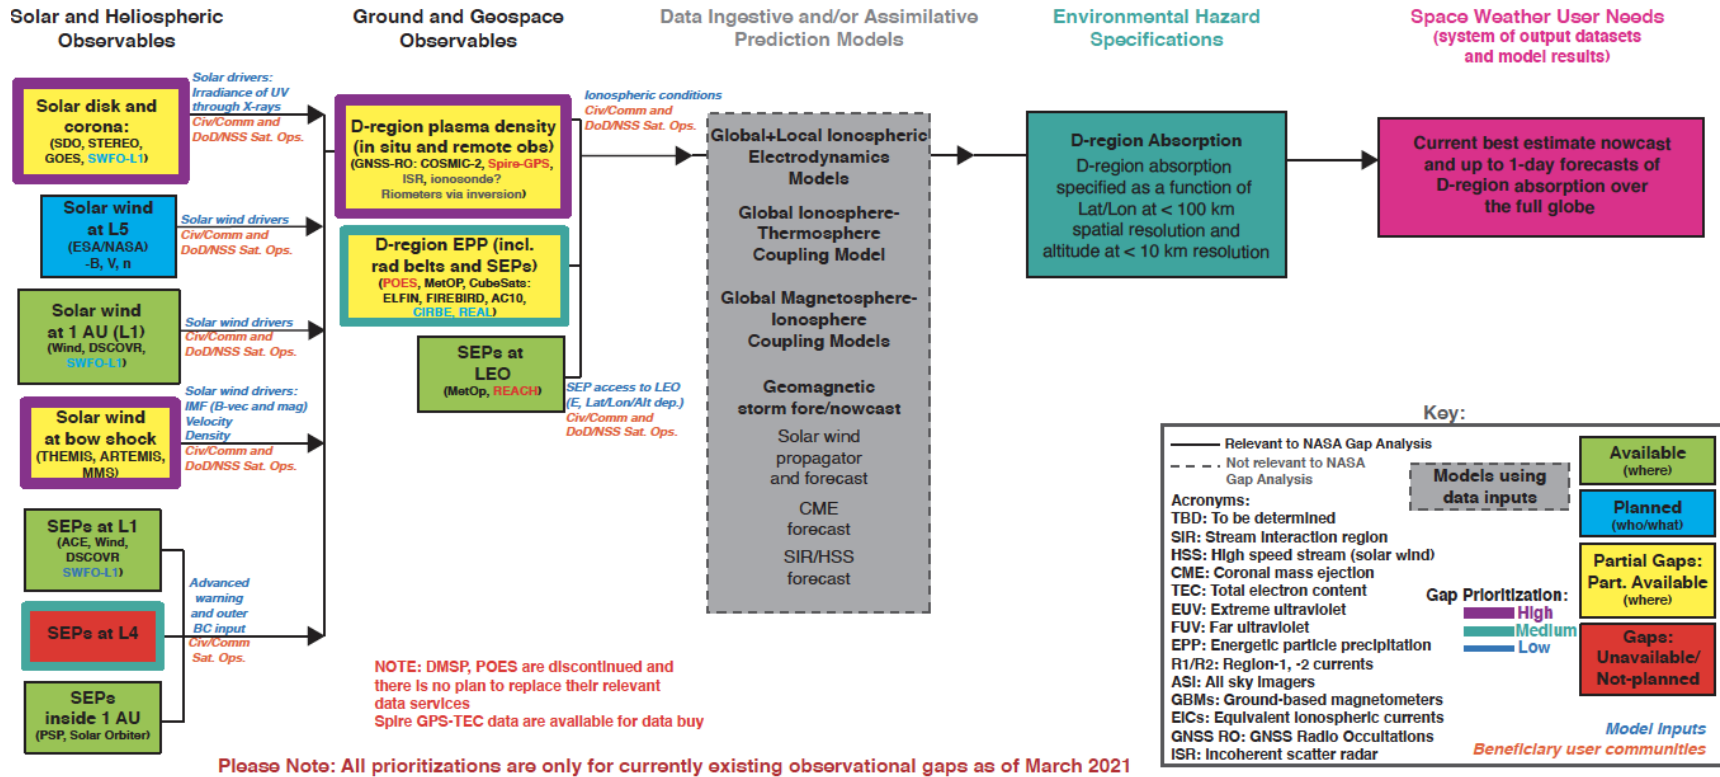 Solar and Heliospheric
Observables
Ground and Geospace
Observables
Data Ingestive and/or Assimilative
Prediction Models
Environmental Hazard
Specifications
Space Weather User Needs
(system of output datasets
and model results)
Solar disk and
corona:
(SDO, STEREO,
GOES, SWFO-L1)
Solar drivers:
Irradiance of UV
through X-rays
Civ/Comm and
DoD/NSS Sat. Ops.
Solar wind
at L5
(ESA/NASA)
-B, V, n
Solar wind drivers
Civ/Comm and
DoD/NSS Sat. Ops.
Solar wind
at 1 AU (L1)
(Wind, DSCOVR,
SWFO-L1)
Solar wind drivers
Civ/Comm and
DoD/NSS Sat. Ops.
Solar wind
at bow shock
(THEMIS, ARTEMIS,
MMS)
Solar wind drivers:
IMF (B-vec and mag)
Velocity
Density
Civ/Comm and
DoD/NSS Sat. Ops.
SEPs at L1
(ACE, Wind,
DSCOVR
SWFO-L1)
SEPs at L4
SEPs
inside 1 AU
(PSP, Solar Orbiter)
Advanced
warning
and outer
BC input
Civ/Comm
Sat. Ops.
D-region plasma density
(in situ and remote obs)
(GNSS-RO: COSMIC-2, Spire-GPS,
ISR, ionosonde?
Riometers via inversion)
D-region EPP (incl.
rad belts and SEPs)
(POES, MetOP, CubeSats:
ELFIN, FIREBIRD, AC10,
CIRBE, REAL)
SEPs at
LEO
(MetOp, REACH)
Ionospheric conditions
Civ/Comm and
DoD/NSS Sat. Ops.
SEP access to LEO
(E, Lat/Lon/Alt dep.)
Civ/Comm and
DoD/NSS Sat. Ops.
Global+Local Ionospheric
Electrodynamics
Models
Global Ionosphere-
Thermosphere
Coupling Model
Global Magnetosphere-
Ionosphere
Coupling Models
Geomagnetic
storm fore/nowcast
Solar wind
propagator
and forecast
CME
forecast
SIR/HSS
forecast
D-region Absorption
D-region absorption
specified as a function of
Lat/Lon at < 100 km
spatial resolution and
altitude at < 10 km resolution
Current best estimate nowcast
and up to 1-day forecasts of
D-region absorption over
the full globe
NOTE: DMSP, POES are discontinued and
there is no plan to replace their relevant
data services
Spire GPS-TEC data are available for data buy
Key:
Relevant to NASA Gap Analysis
Not relevant to NASA
Gap Analysis
Acronyms:
TBD: To be determined
SIR: Stream Interaction region
HSS: High speed stream (solar wind)
CME: Coronal mass ejection
TEC: Total electron content
EUV: Extreme ultraviolet
FUV: Far ultraviolet
EPP: Energetic particle precipitation
R1/R2: Region-1, -2 currents
ASI: All sky imagers
GBMs: Ground-based magnetometers
EICs: Equivalent Ionospheric currents
GNSS RO: GNSS Radio Occultations
ISR: Incoherent scatter radar
Models using
data inputs
Gap Prioritization:
High
Medium
Low
Available
(where)
Planned
(who/what)
Partial Gaps:
Part. Available
(where)
Gaps:
Unavailable/
Not-planned
Model Inputs
Beneficiary user communities
Please Note: All prioritizations are only for currently existing observational gaps as of March 2021